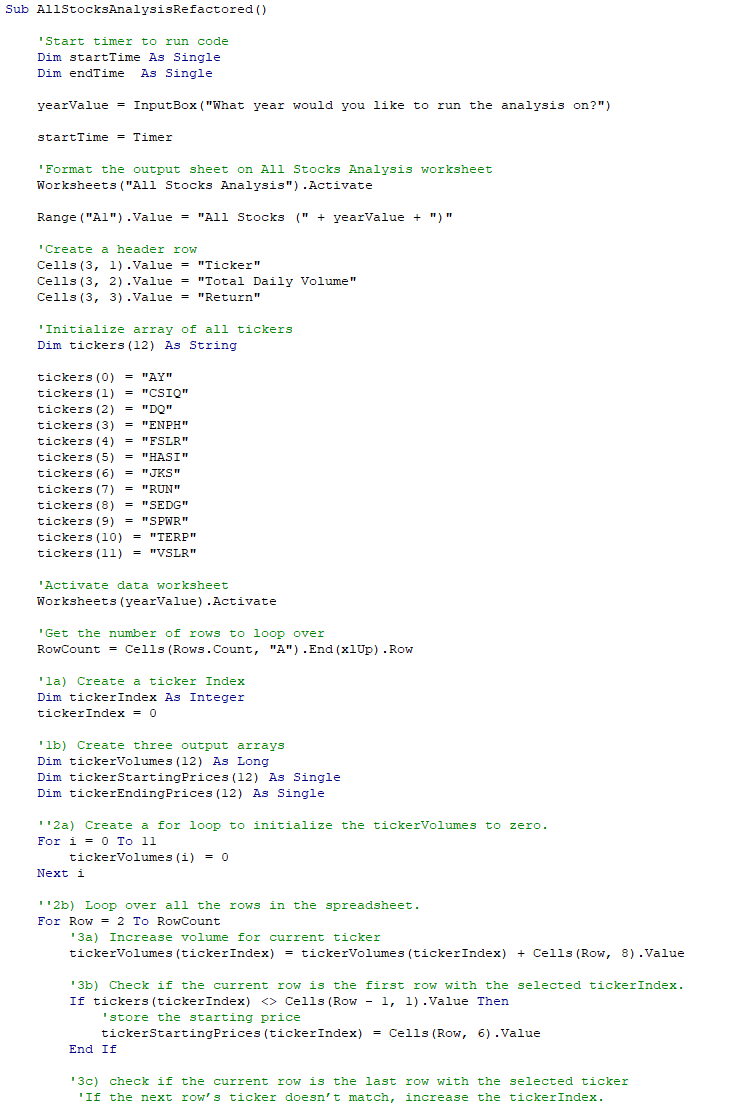 Sub AllStocksAnalysisRefactored()
'Start timer to run code
Dim startTime As Single
Dim endTime  As Single
yearValue = InputBox("What year would you like to run the analysis on?")
startTime = Timer
'Format the output sheet on All Stocks Analysis worksheet
Worksheets("All Stocks Analysis").Activate
Range("A1").Value = "All Stocks (" + yearValue + ")"
'Create a header row
Cells(3, 1).Value = "Ticker"
Cells(3, 2).Value = "Total Daily Volume"
Cells(3, 3).Value = "Return"
'Initialize array of all tickers
Dim tickers(12) As String
tickers(0) = "AY"
tickers(1) = "CSIQ"
tickers(2) = "DQ"
tickers(3) = "ENPH"
tickers(4) = "FSLR"
tickers(5) = "HASI"
tickers(6) = "JKS"
tickers(7) = "RUN"
tickers(8) = "SEDG"
tickers(9) = "SPWR"
tickers(10) = "TERP"
tickers(11) = "VSLR"
'Activate data worksheet
Worksheets(yearValue).Activate
'Get the number of rows to loop over
RowCount = Cells(Rows.Count, "A").End(xlUp).Row
'1a) Create a ticker Index
Dim tickerIndex As Integer
tickerIndex = 0
'1b) Create three output arrays
Dim tickerVolumes(12) As Long
Dim tickerStartingPrices(12) As Single
Dim tickerEndingPrices(12) As Single
''2a) Create a for loop to initialize the tickerVolumes to zero.
For i = 0 To 11
tickerVolumes(i) = 0
Next i
''2b) Loop over all the rows in the spreadsheet.
For Row = 2 To RowCount
'3a) Increase volume for current ticker
tickerVolumes(tickerIndex) = tickerVolumes(tickerIndex) + Cells(Row, 8).Value
'3b) Check if the current row is the first row with the selected tickerIndex.
If tickers(tickerIndex) <> Cells(Row - 1, 1).Value Then
'store the starting price
tickerStartingPrices(tickerIndex) = Cells(Row, 6).Value
End If
'3c) check if the current row is the last row with the selected ticker
'If the next row’s ticker doesn’t match, increase the tickerIndex.